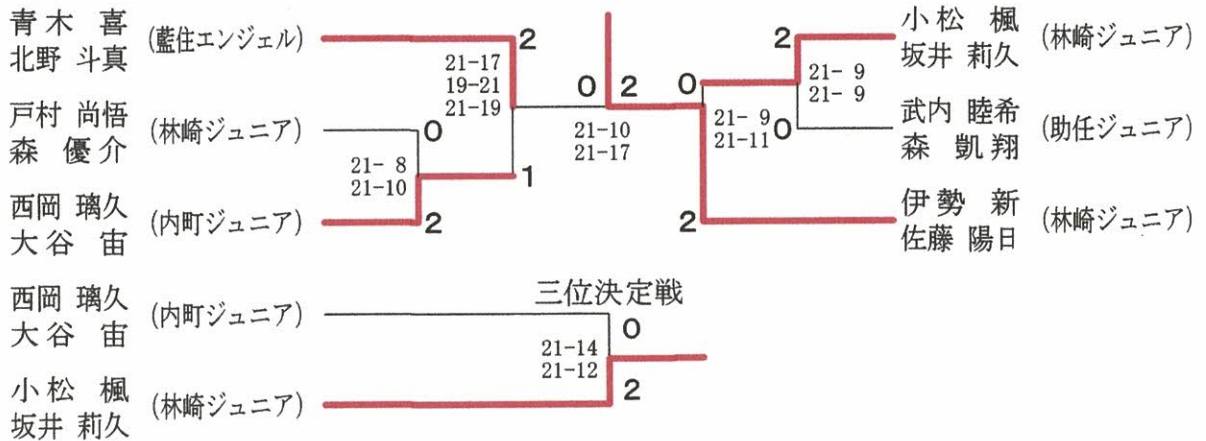 青木 喜
北野 斗真
(藍住エンジェル)
2
21-17
19-21
21-19
戸村 尚悟
森 優介
(林崎ジュニア)
0
21- 8
21-10
1
西岡 璃久
大谷 宙
(内町ジュニア)
2
0
2
21-10
21-17
小松 楓
坂井 莉久
(林崎ジュニア)
2
21- 9
21- 9
0
21- 9
21-11
武内 睦希
森 凱翔
(助任ジュニア)
0
伊勢 新
佐藤 陽日
(林崎ジュニア)
2
三位決定戦
西岡 璃久
大谷 宙
(内町ジュニア)
0
21-14
21-12
小松 楓
坂井 莉久
(林崎ジュニア)
2